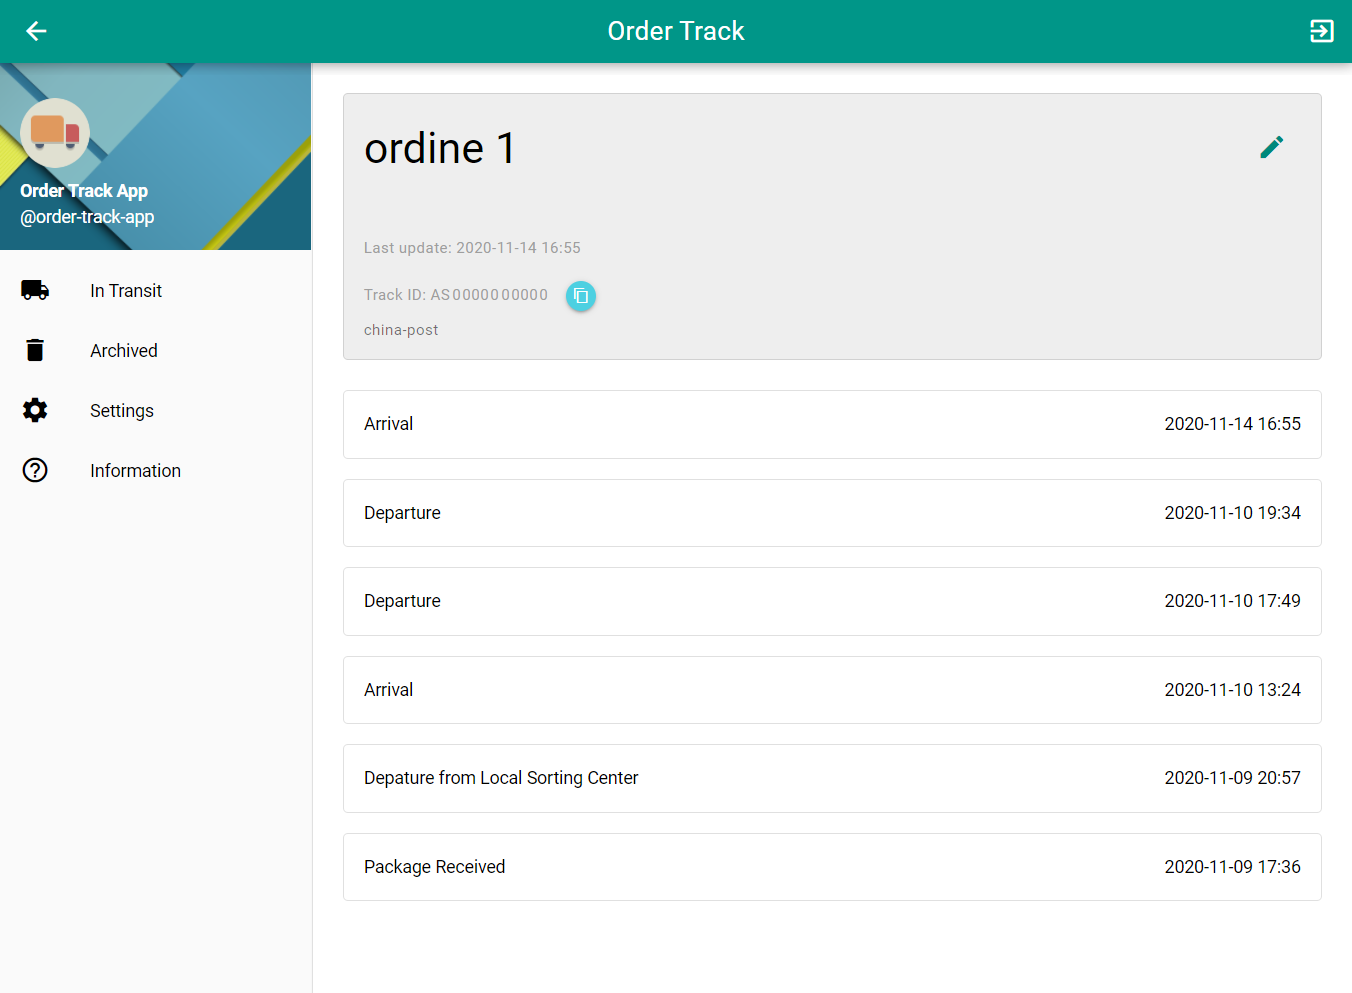 Order Track
Order Track App
@order-track-app
In Transit
Archived
Settings
Information
ordine 1
Last update: 2020-11-14 16:55
Track ID: AS0000000000
china-post
Arrival 2020-11-14 16:55
Departure 2020-11-10 19:34
Departure 2020-11-10 17:49
Arrival 2020-11-10 13:24
Depature from Local Sorting Center 2020-11-09 20:57
Package Received 2020-11-09 17:36